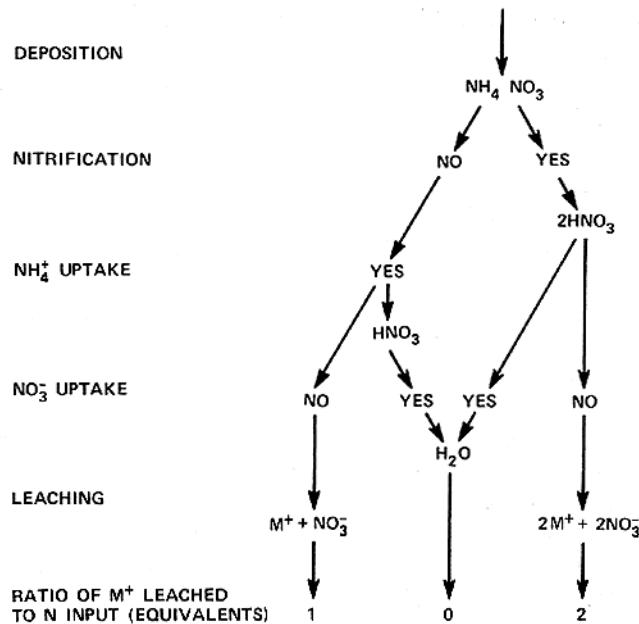 DEPOSITION
NH₄ NO₃
NITRIFICATION NO YES
2HNO₃
NH₄⁺ UPTAKE YES
HNO₃
NO₃⁻ UPTAKE NO YES YES NO
H₂O
LEACHING
M⁺ + NO₃⁻ 2M⁺ + 2NO₃⁻
RATIO OF M⁺ LEACHED
TO N INPUT (EQUIVALENTS) 1 0 2